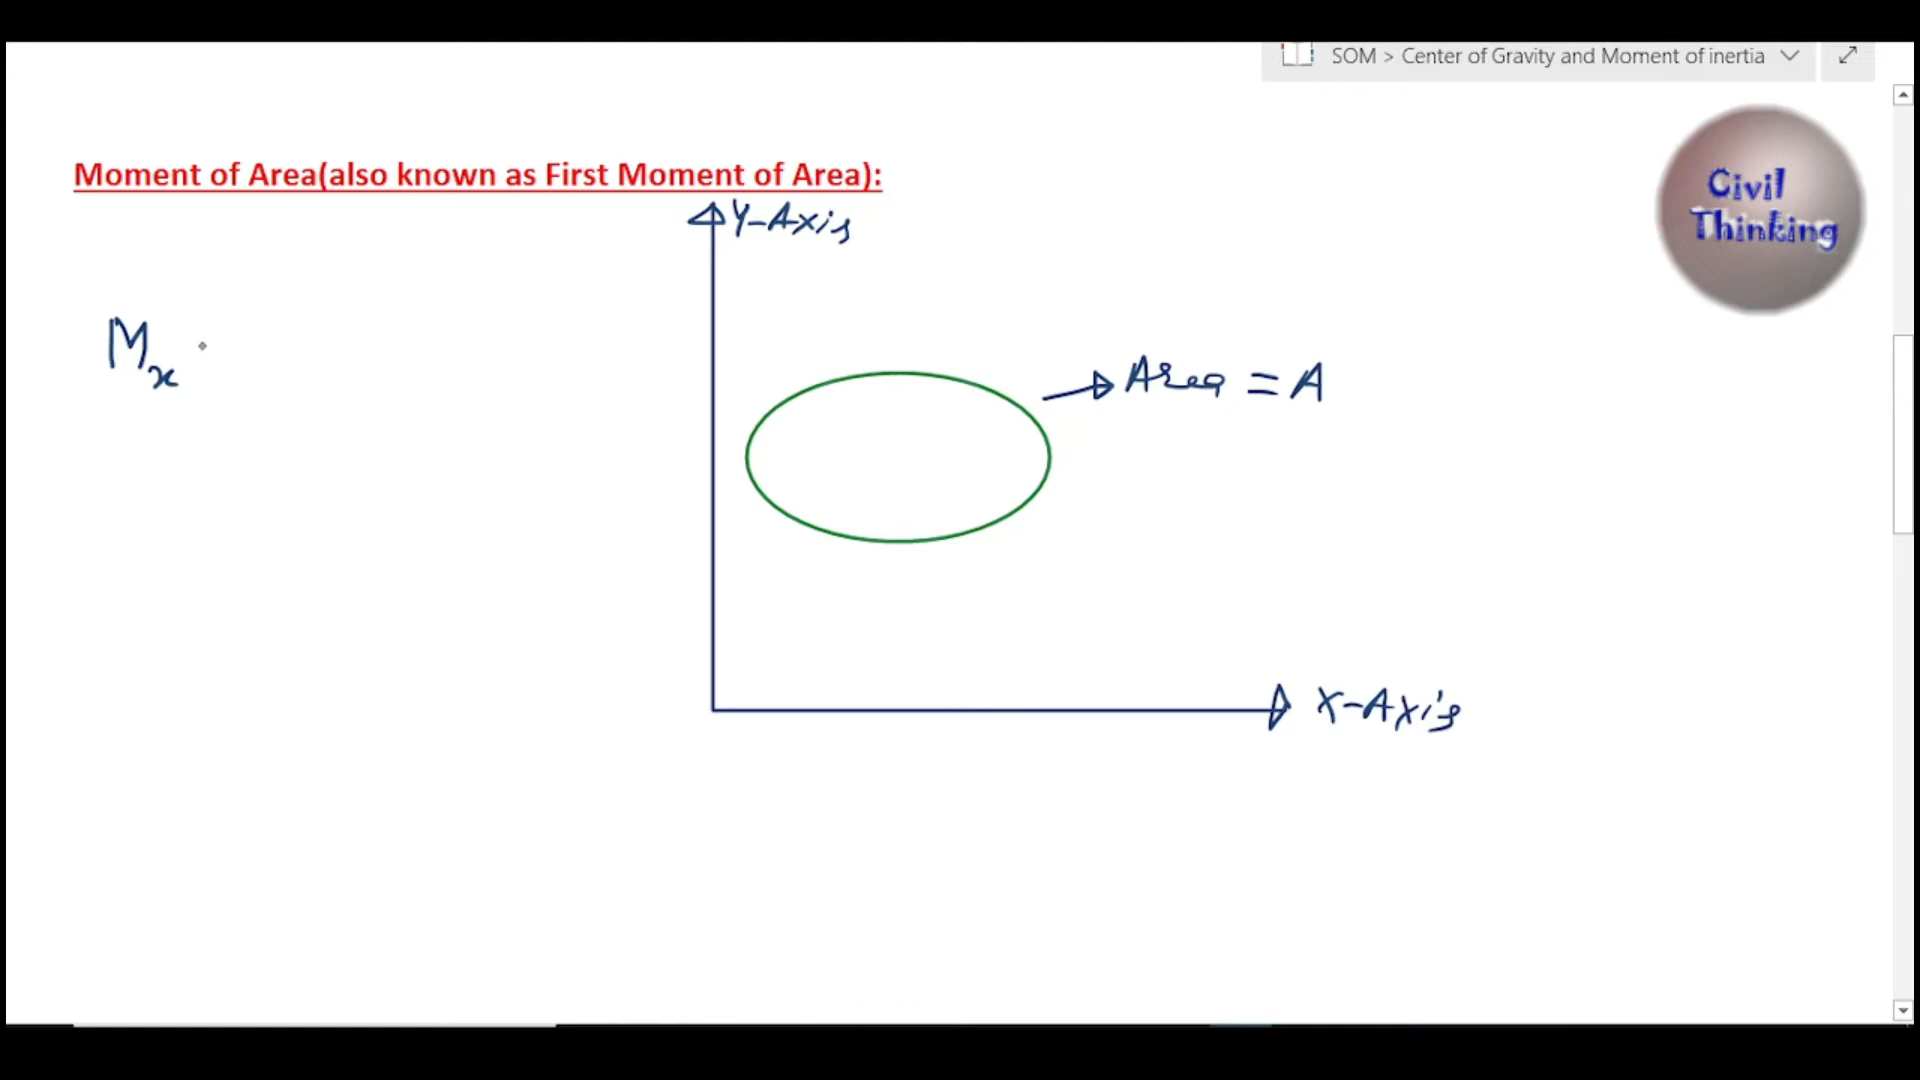 SOM > Center of Gravity and Moment of inertia
Civil
Thinking
Moment of Area(also known as First Moment of Area):
Y-Axis
Mx
Area = A
X-Axis